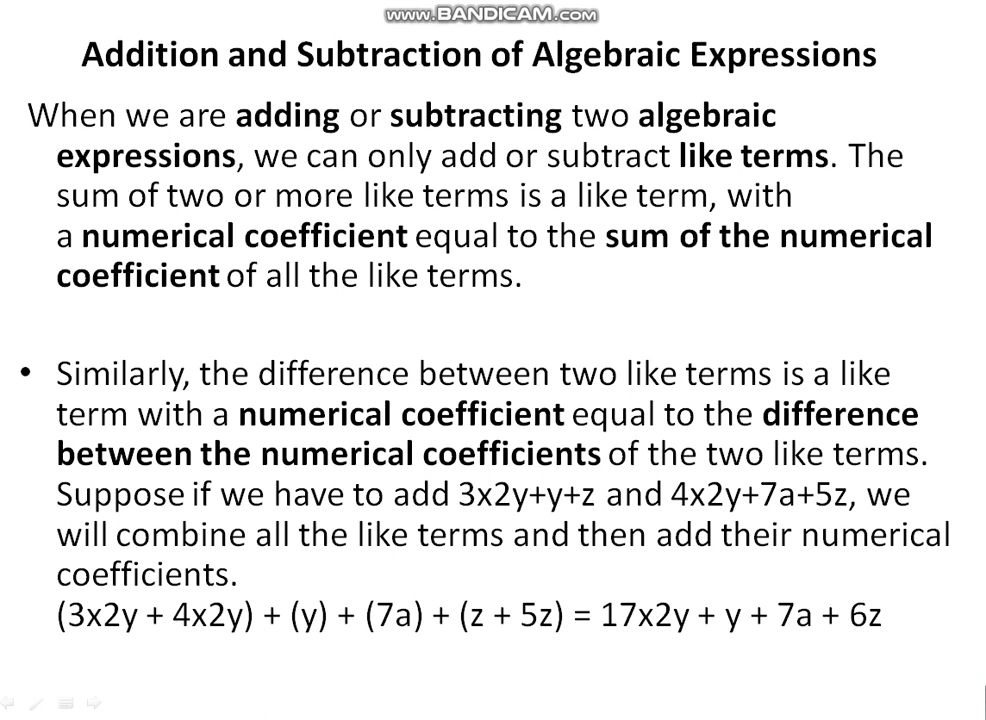 www.BANDICAM.com
Addition and Subtraction of Algebraic Expressions
When we are adding or subtracting two algebraic
expressions, we can only add or subtract like terms. The
sum of two or more like terms is a like term, with
a numerical coefficient equal to the sum of the numerical
coefficient of all the like terms.
• Similarly, the difference between two like terms is a like
term with a numerical coefficient equal to the difference
between the numerical coefficients of the two like terms.
Suppose if we have to add 3x2y+y+z and 4x2y+7a+5z, we
will combine all the like terms and then add their numerical
coefficients.
(3x2y + 4x2y) + (y) + (7a) + (z + 5z) = 17x2y + y + 7a + 6z